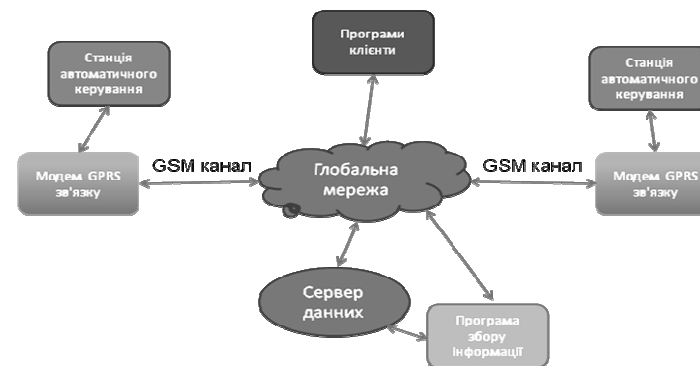 Програми
клієнти
Станція
автоматичного
керування
Станція
автоматичного
керування
GSM канал
Глобальна
мережа
GSM канал
Модем GPRS
зв'язку
Модем GPRS
зв'язку
Сервер
данних
Програма
збору
інформації